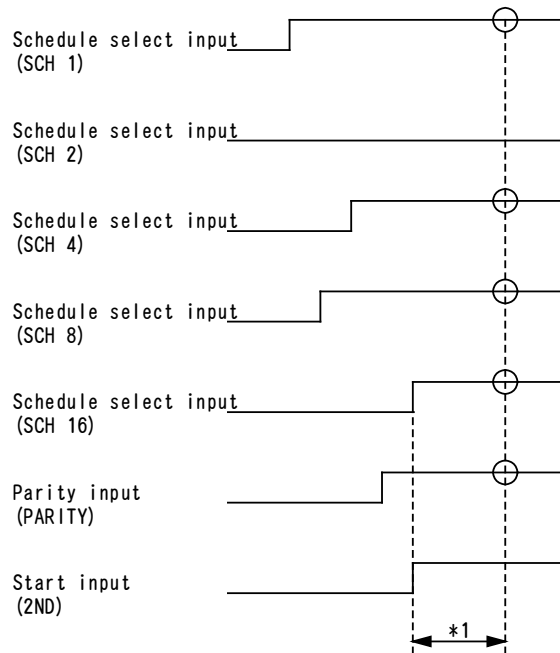 Schedule select input
(SCH 1)
Schedule select input
(SCH 2)
Schedule select input
(SCH 4)
Schedule select input
(SCH 8)
Schedule select input
(SCH 16)
Parity input
(PARITY)
Start input
(2ND)
*1